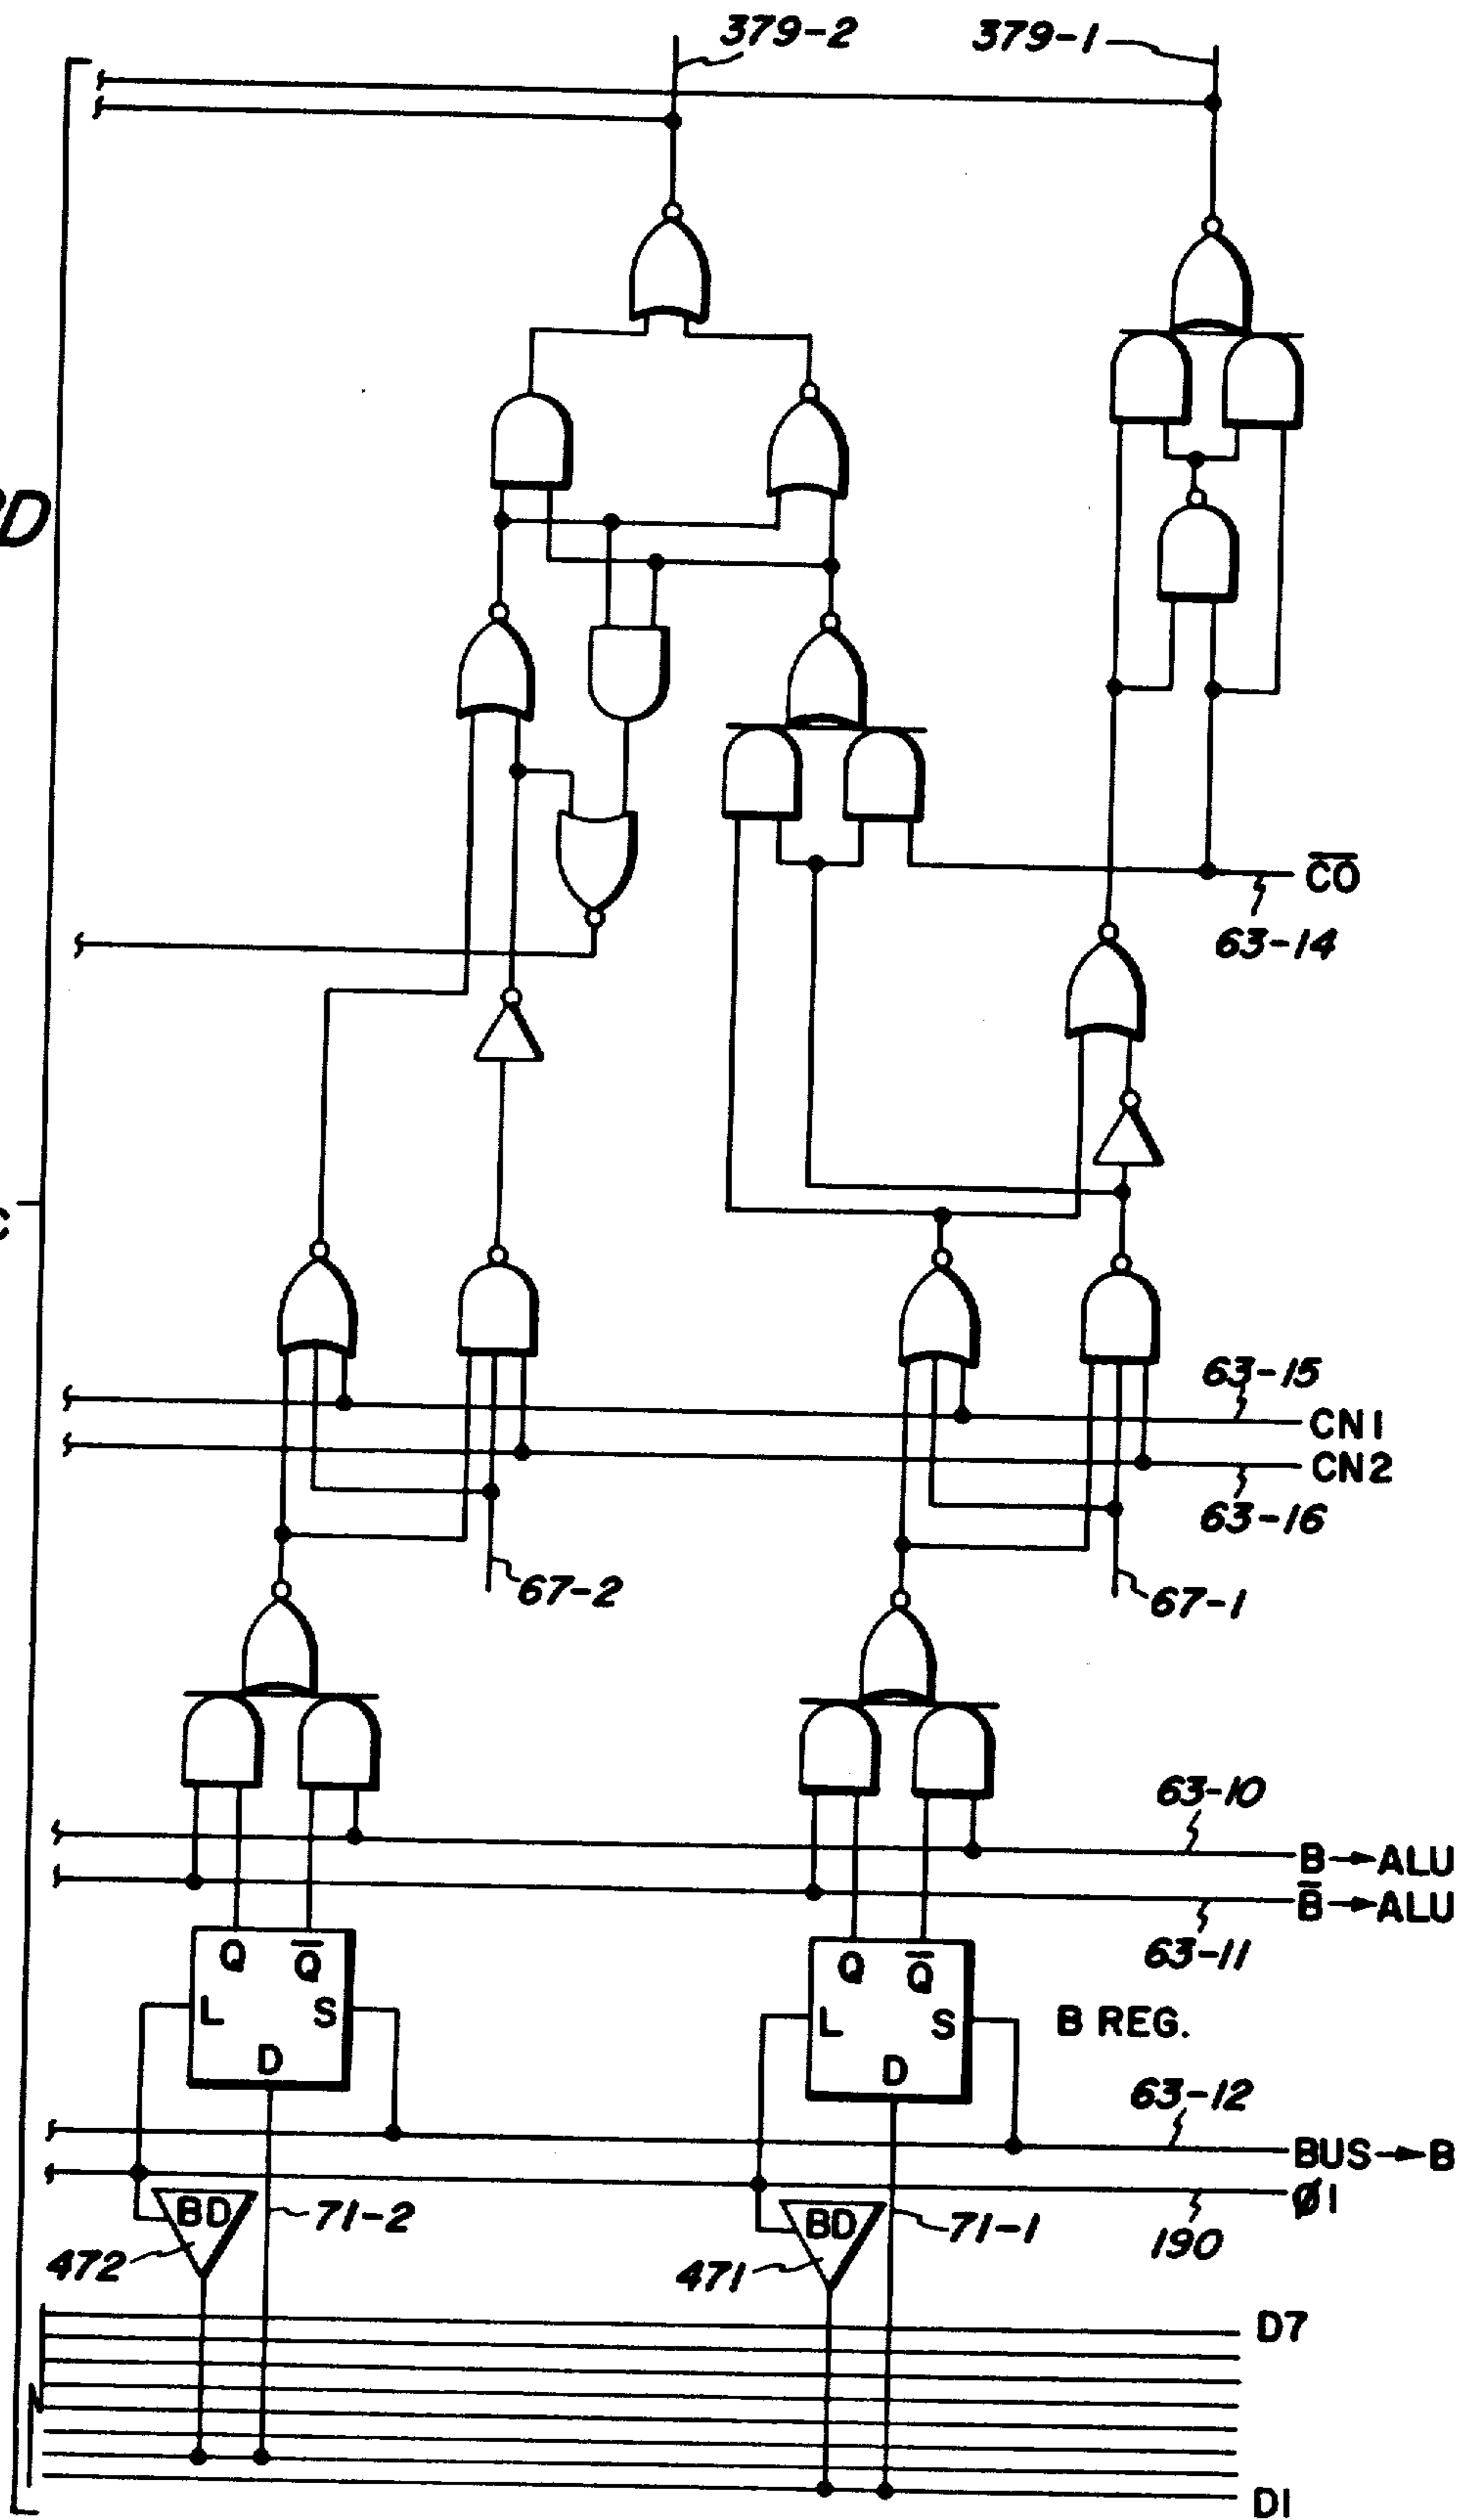 379-2 379-1
C̅O̅
63-14
63-15
CN1
CN2
63-16
67-2 67-1
63-10
B→ALU
B̅→ALU
63-11
Q Q̅ Q Q̅
L S L S B REG.
D D
63-12
BUS→B
Ø1
BD 71-2 BD 71-1 190
472 471
D7
D1